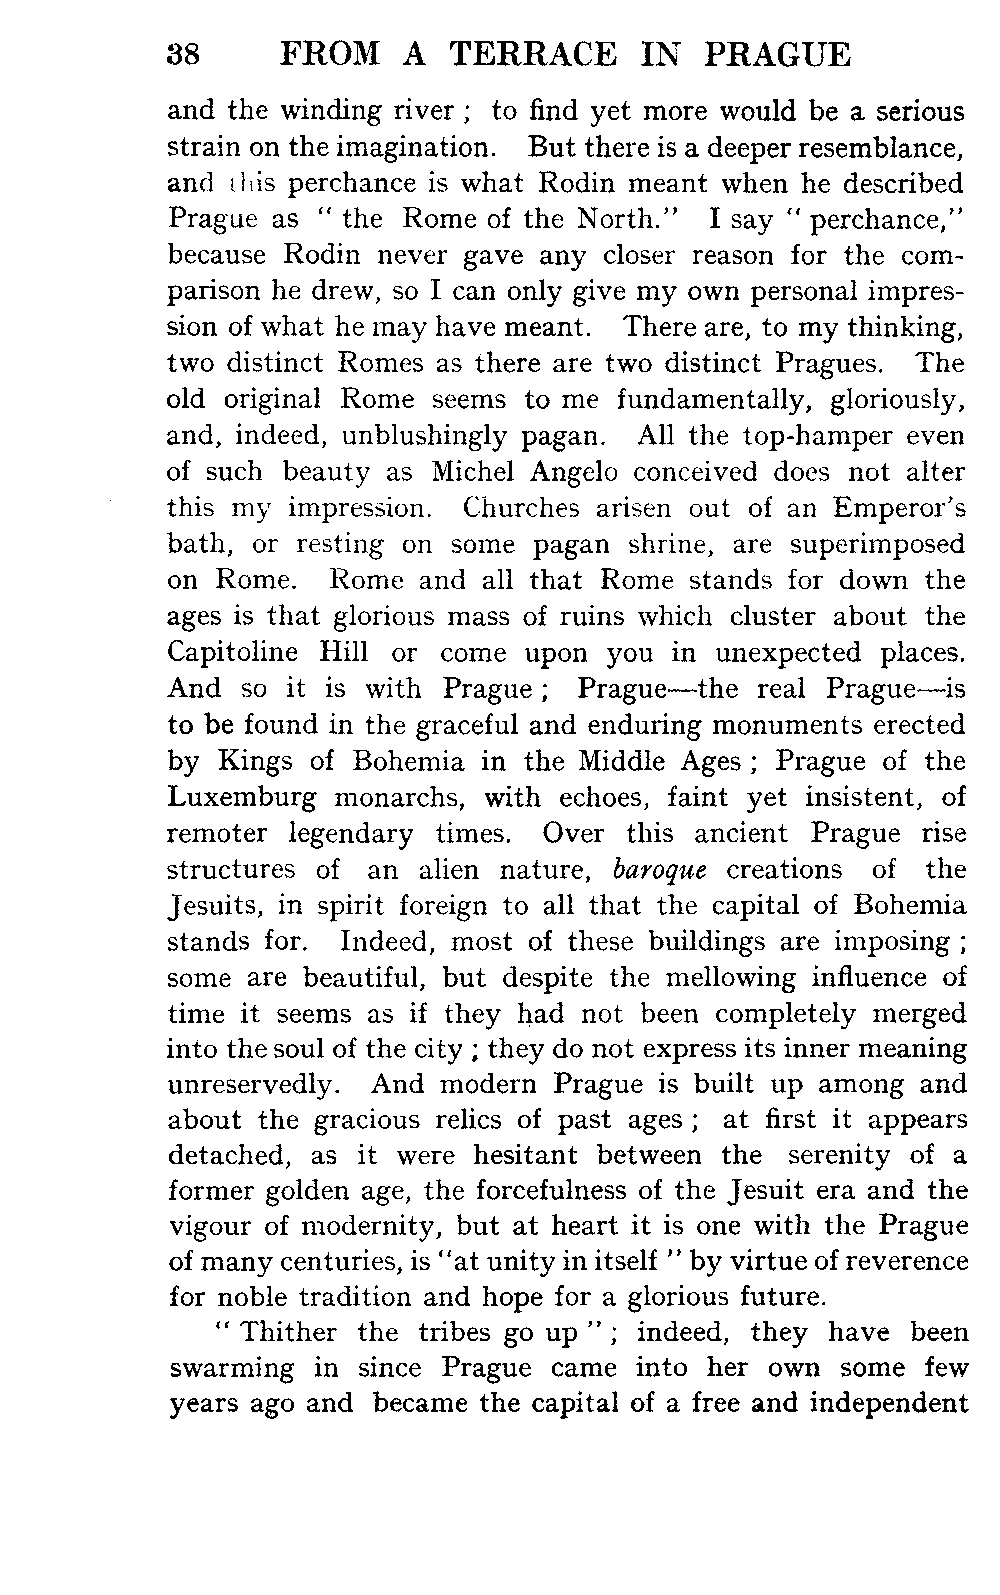 38 FROM A TERRACE IN PRAGUE
and the winding river ; to find yet more would be a serious
strain on the imagination. But there is a deeper resemblance,
and this perchance is what Rodin meant when he described
Prague as " the Rome of the North." I say " perchance,"
because Rodin never gave any closer reason for the com-
parison he drew, so I can only give my own personal impres-
sion of what he may have meant. There are, to my thinking,
two distinct Romes as there are two distinct Pragues. The
old original Rome seems to me fundamentally, gloriously,
and, indeed, unblushingly pagan. All the top-hamper even
of such beauty as Michel Angelo conceived does not alter
this my impression. Churches arisen out of an Emperor's
bath, or resting on some pagan shrine, are superimposed
on Rome. Rome and all that Rome stands for down the
ages is that glorious mass of ruins which cluster about the
Capitoline Hill or come upon you in unexpected places.
And so it is with Prague ; Prague—the real Prague—is
to be found in the graceful and enduring monuments erected
by Kings of Bohemia in the Middle Ages ; Prague of the
Luxemburg monarchs, with echoes, faint yet insistent, of
remoter legendary times. Over this ancient Prague rise
structures of an alien nature, baroque creations of the
Jesuits, in spirit foreign to all that the capital of Bohemia
stands for. Indeed, most of these buildings are imposing ;
some are beautiful, but despite the mellowing influence of
time it seems as if they had not been completely merged
into the soul of the city ; they do not express its inner meaning
unreservedly. And modern Prague is built up among and
about the gracious relics of past ages ; at first it appears
detached, as it were hesitant between the serenity of a
former golden age, the forcefulness of the Jesuit era and the
vigour of modernity, but at heart it is one with the Prague
of many centuries, is "at unity in itself " by virtue of reverence
for noble tradition and hope for a glorious future.
" Thither the tribes go up " ; indeed, they have been
swarming in since Prague came into her own some few
years ago and became the capital of a free and independent